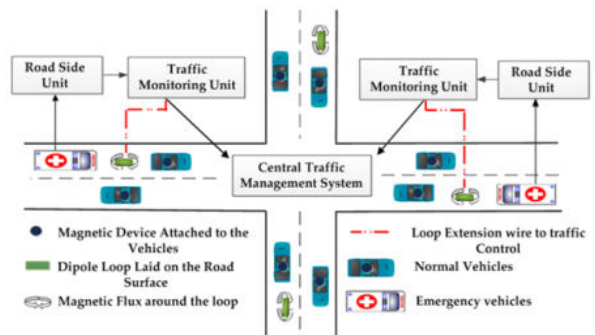 Road Side
Unit
Traffic
Monitoring Unit
Traffic
Monitoring Unit
Road Side
Unit
Central Traffic
Management System
Magnetic Device Attached to the
Vehicles
Dipole Loop Laid on the Road
Surface
Magnetic Flux around the loop
Loop Extension wire to traffic
Control
Normal Vehicles
Emergency vehicles